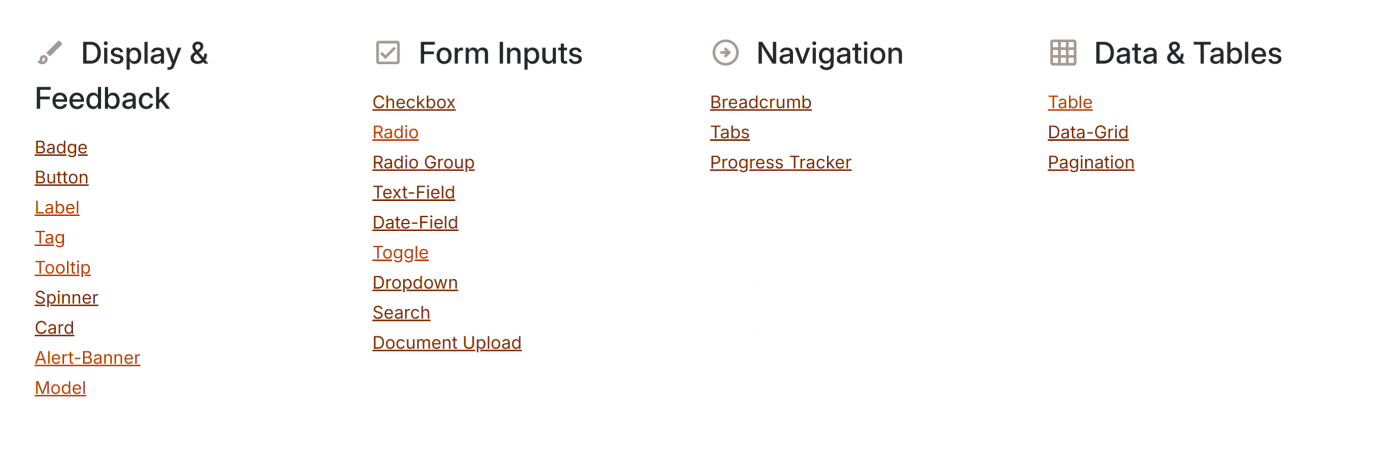 Display &
Feedback
Badge
Button
Label
Tag
Tooltip
Spinner
Card
Alert-Banner
Model
Form Inputs
Checkbox
Radio
Radio Group
Text-Field
Date-Field
Toggle
Dropdown
Search
Document Upload
Navigation
Breadcrumb
Tabs
Progress Tracker
Data & Tables
Table
Data-Grid
Pagination